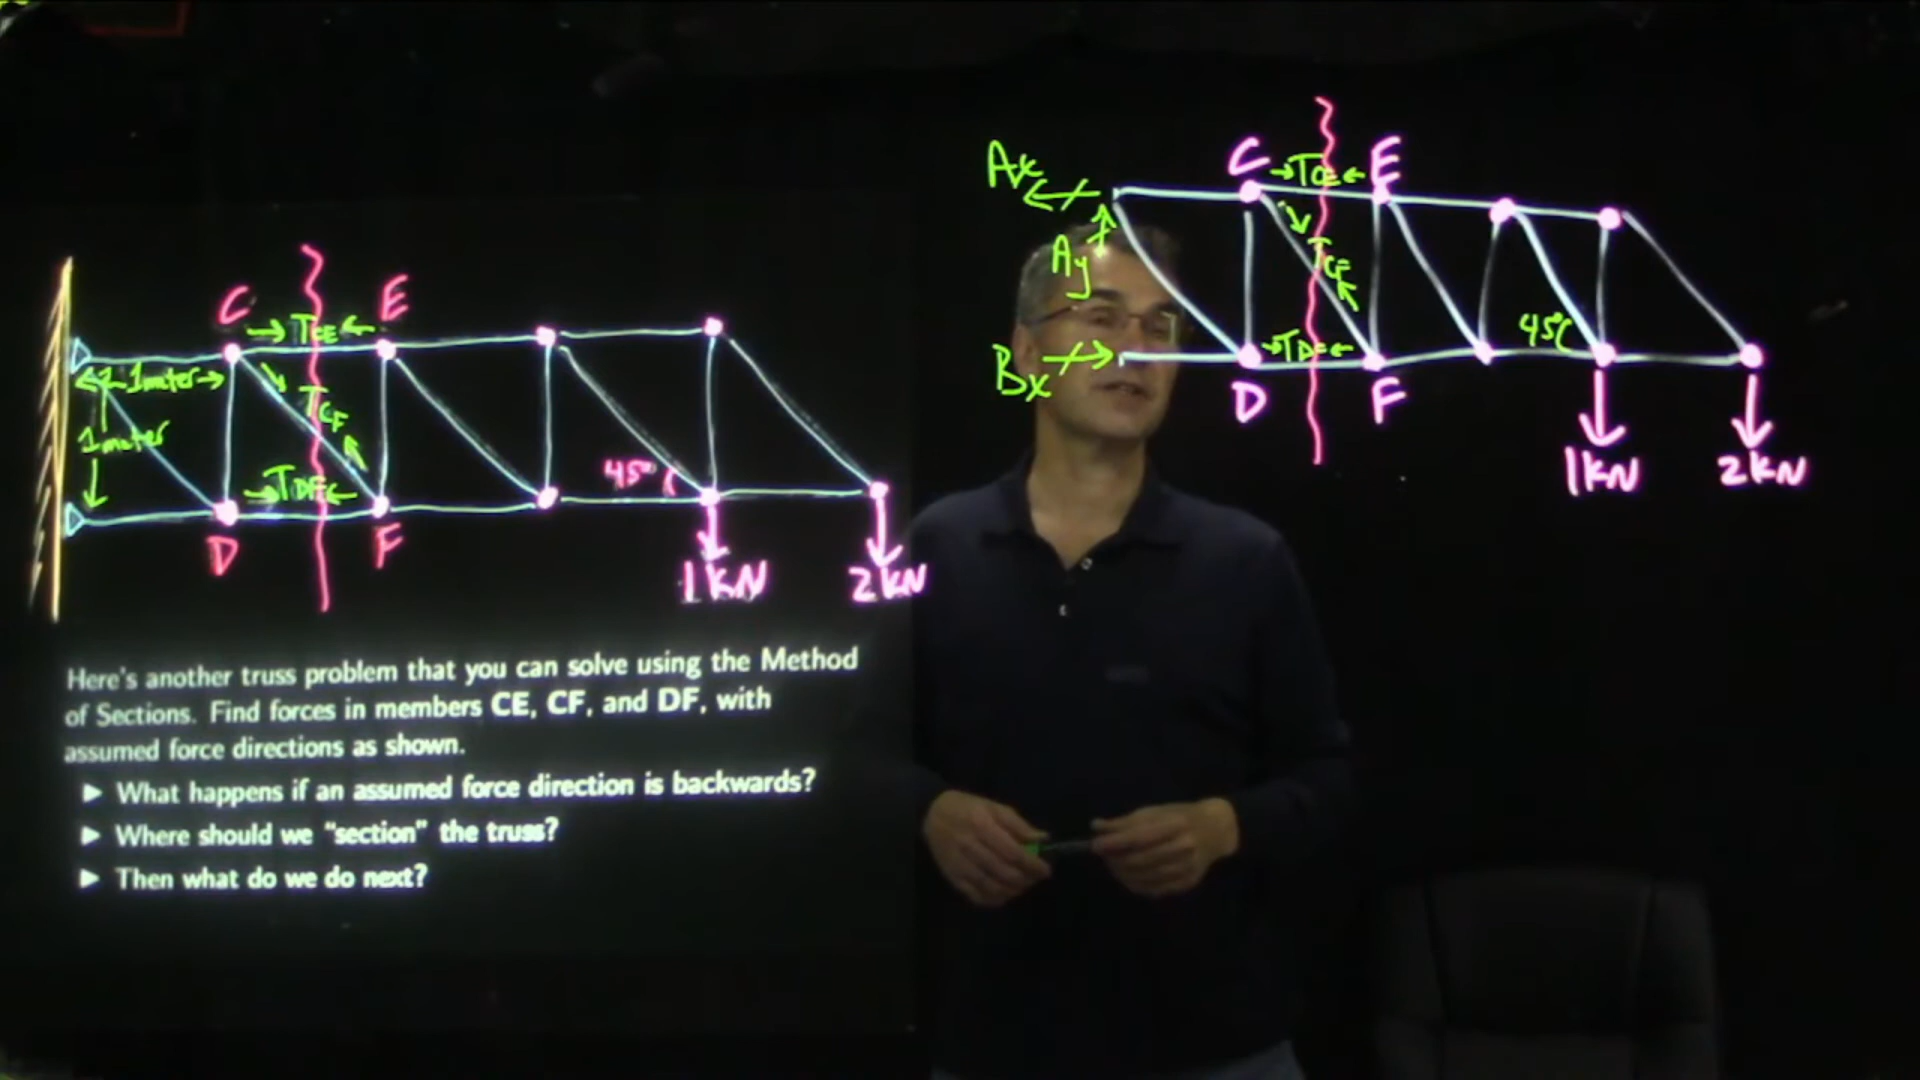 C
E
TCE
1 meter
TCF
1 meter
TDF
45°
D
F
1kN
2kN
Here's another truss problem that you can solve using the Method
of Sections. Find forces in members CE, CF, and DF, with
assumed force directions as shown.
► What happens if an assumed force direction is backwards?
► Where should we "section" the truss?
► Then what do we do next?
C
E
Ax
TCE
Ay
TCF
45°
Bx
TDF
D
F
1kN
2kN